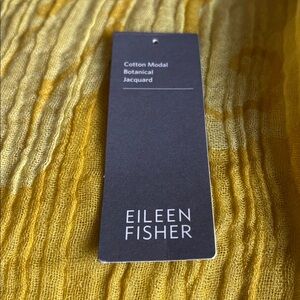 Cotton Modal
Botanical
Jacquard
EILEEN
FISHER